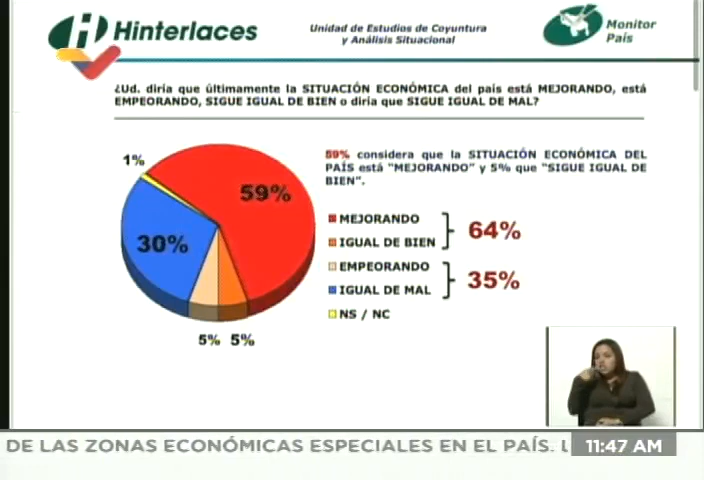 Hinterlaces
Unidad de Estudios de Coyuntura
y Análisis Situacional
Monitor
País
¿Ud. diría que últimamente la SITUACIÓN ECONÓMICA del pais está MEJORANDO, está
EMPEORANDO, SIGUE IGUAL DE BIEN o diría que SIGUE IGUAL DE MAL?
59% considera que la SITUACIÓN ECONÓMICA DEL
PAÍS está "MEJORANDO" y 5% que "SIGUE IGUAL DE
BIEN".
1%
59%
30%
5% 5%
MEJORANDO
IGUAL DE BIEN
64%
EMPEORANDO
IGUAL DE MAL
35%
NS / NC
DE LAS ZONAS ECONÓMICAS ESPECIALES EN EL PAÍS.
11:47 AM